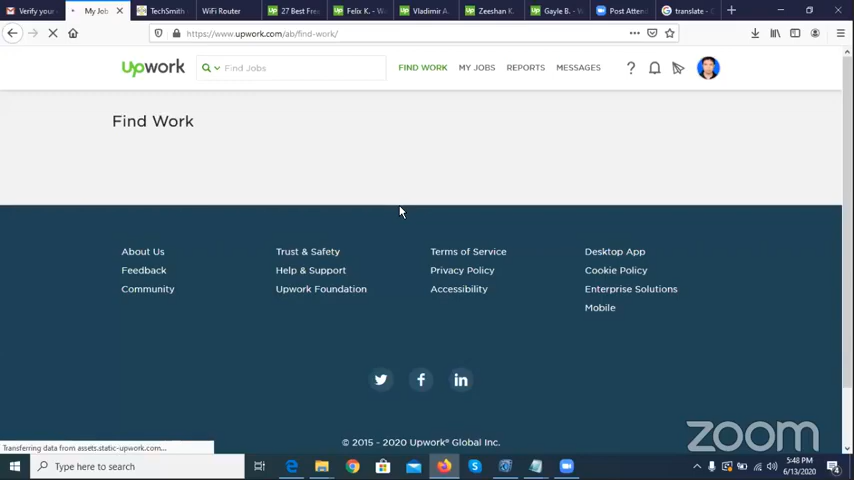 Verify your
My Job
TechSmith
WiFi Router
27 Best Free
Felix K. - W
Vladimir A.
Zeeshan K.
Gayle B. - W
Post Attend
translate - G
https://www.upwork.com/ab/find-work/
Upwork
Find Jobs
FIND WORK
MY JOBS
REPORTS
MESSAGES
Find Work
About Us
Trust & Safety
Terms of Service
Desktop App
Feedback
Help & Support
Privacy Policy
Cookie Policy
Community
Upwork Foundation
Accessibility
Enterprise Solutions
Mobile
© 2015 - 2020 Upwork® Global Inc.
zoom
Transferring data from assets.static-upwork.com...
Type here to search
5:48 PM
6/13/2020
4